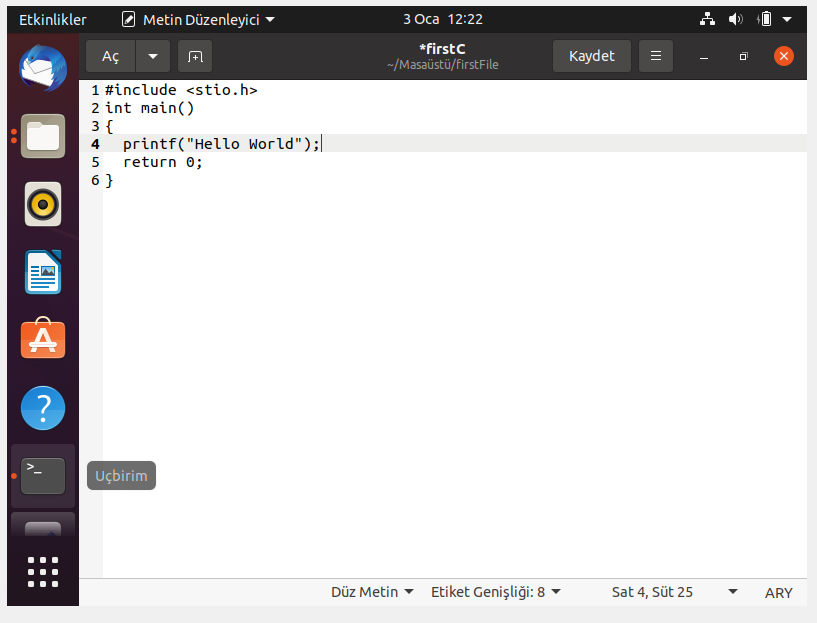 Etkinlikler Metin Düzenleyici 3 Oca 12:22
Aç *firstC Kaydet
~/Masaüstü/firstFile
1 #include <stio.h>
2 int main()
3 {
4 printf("Hello World");
5 return 0;
6 }
?
>_
Uçbirim
Düz Metin Etiket Genişliği: 8 Sat 4, Süt 25 ARY